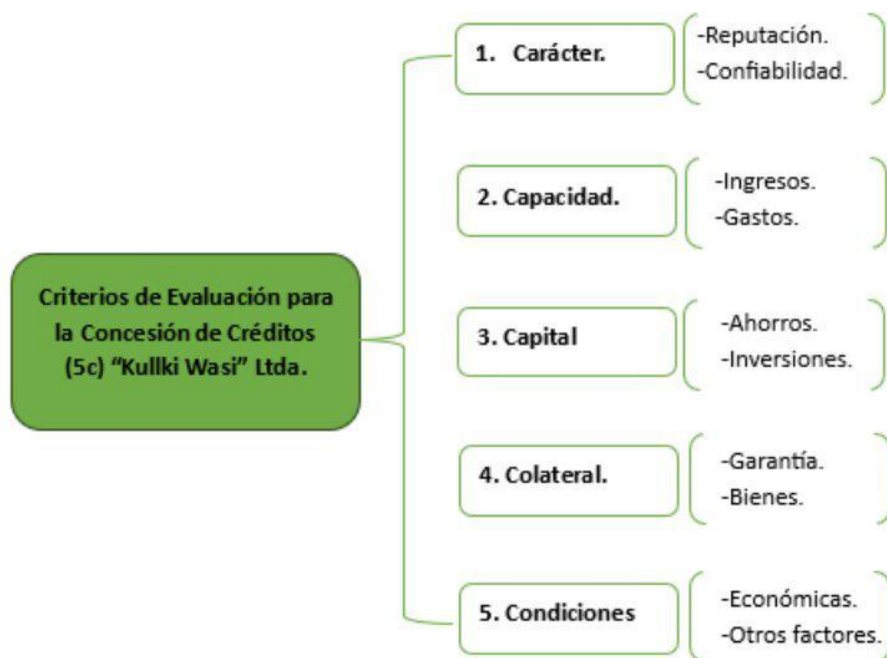 Criterios de Evaluación para
la Concesión de Créditos
(5c) “Kullki Wasi” Ltda.
1. Carácter.
-Reputación.
-Confiabilidad.
2. Capacidad.
-Ingresos.
-Gastos.
3. Capital
-Ahorros.
-Inversiones.
4. Colateral.
-Garantía.
-Bienes.
5. Condiciones
-Económicas.
-Otros factores.